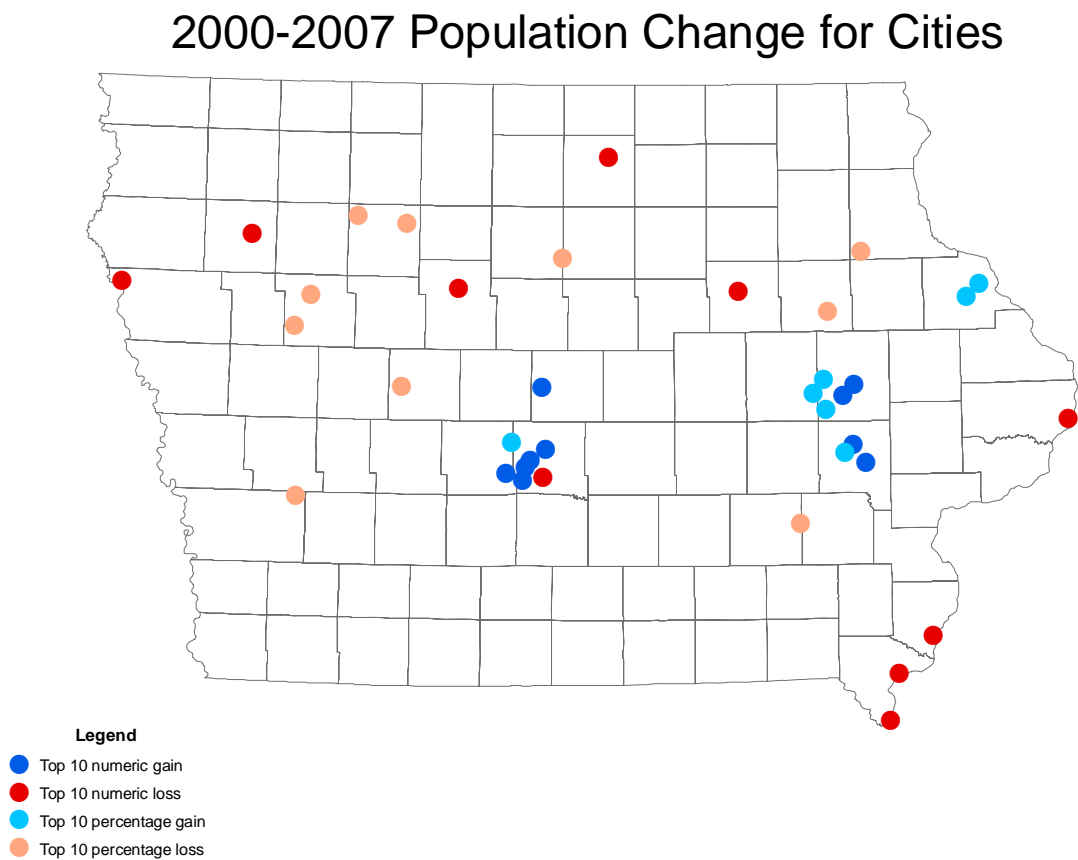 2000-2007 Population Change for Cities
Legend
Top 10 numeric gain
Top 10 numeric loss
Top 10 percentage gain
Top 10 percentage loss